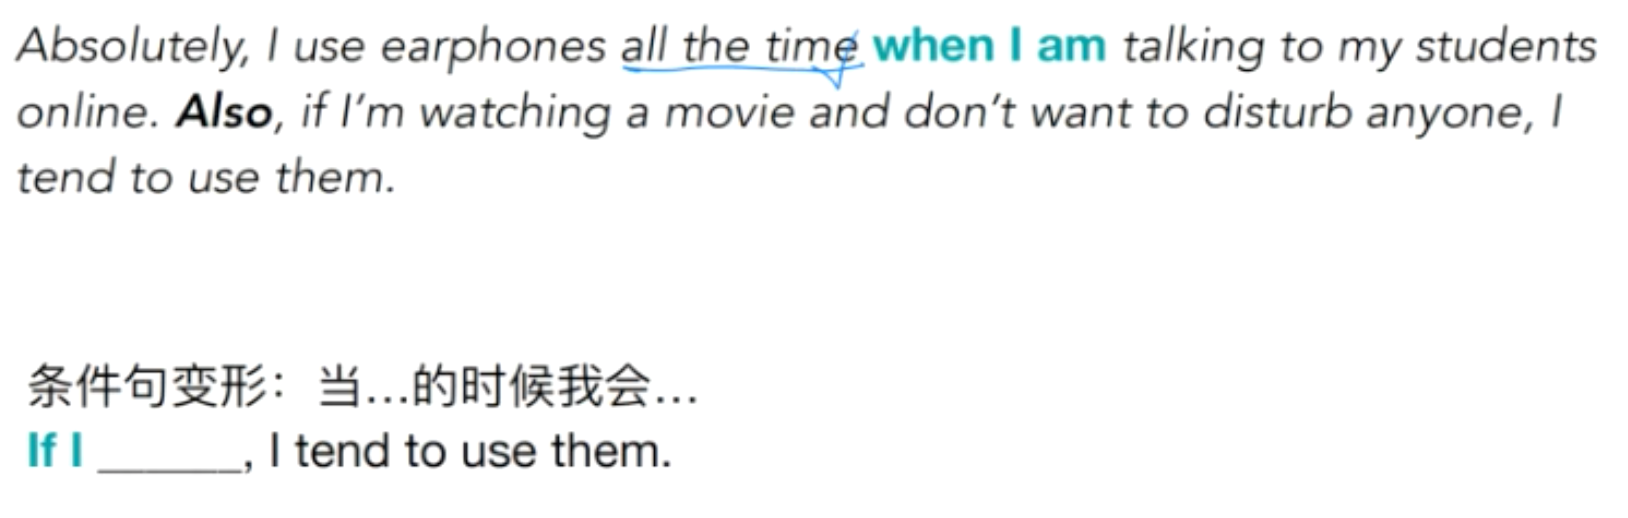 Absolutely, I use earphones all the time when I am talking to my students
online. Also, if I’m watching a movie and don’t want to disturb anyone, I
tend to use them.
条件句变形：当...的时候我会...
If I ______, I tend to use them.